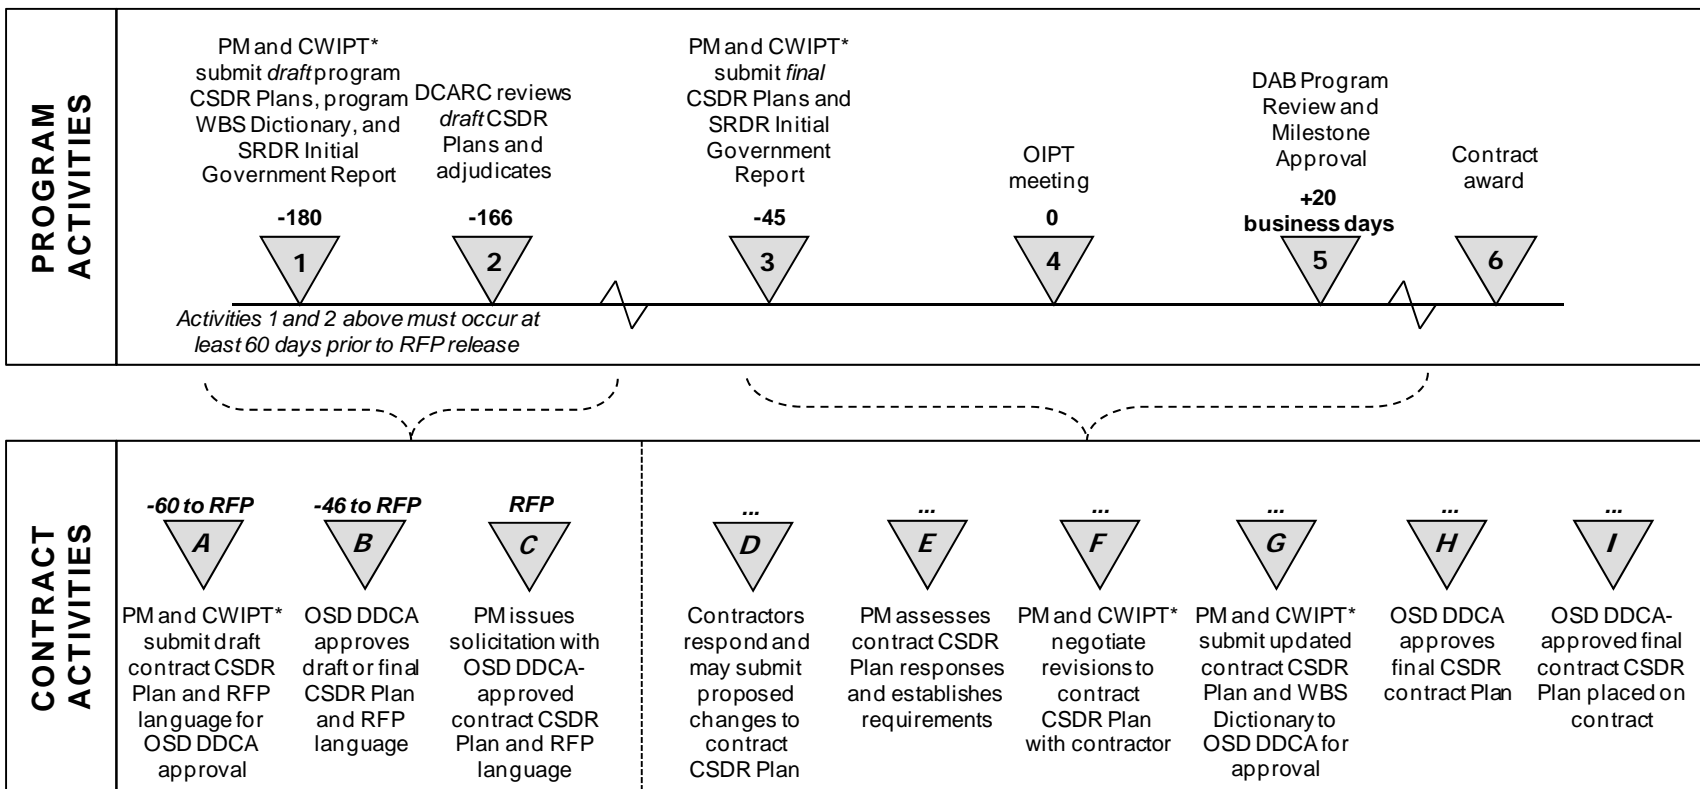 PROGRAM
ACTIVITIES
PM and CWIPT*
submit draft program
CSDR Plans, program
WBS Dictionary, and
SRDR Initial
Government Report
-180
1
DCARC reviews
draft CSDR
Plans and
adjudicates
-166
2
PM and CWIPT*
submit final
CSDR Plans and
SRDR Initial
Government
Report
-45
3
OIPT
meeting
0
4
DAB Program
Review and
Milestone
Approval
+20
business days
5
Contract
award
6
Activities 1 and 2 above must occur at
least 60 days prior to RFP release
CONTRACT
ACTIVITIES
-60 to RFP
A
PM and CWIPT*
submit draft
contract CSDR
Plan and RFP
language for
OSD DDCA
approval
-46 to RFP
B
OSD DDCA
approves
draft or final
CSDR Plan
and RFP
language
RFP
C
PM issues
solicitation with
OSD DDCA-
approved
contract CSDR
Plan and RFP
language
...
D
Contractors
respond and
may submit
proposed
changes to
contract
CSDR Plan
...
E
PM assesses
contract CSDR
Plan responses
and establishes
requirements
...
F
PM and CWIPT*
negotiate
revisions to
contract
CSDR Plan
with contractor
...
G
PM and CWIPT*
submit updated
contract CSDR
Plan and WBS
Dictionary to
OSD DDCA for
approval
...
H
OSD DDCA
approves
final CSDR
contract Plan
...
I
OSD DDCA-
approved final
contract CSDR
Plan placed on
contract